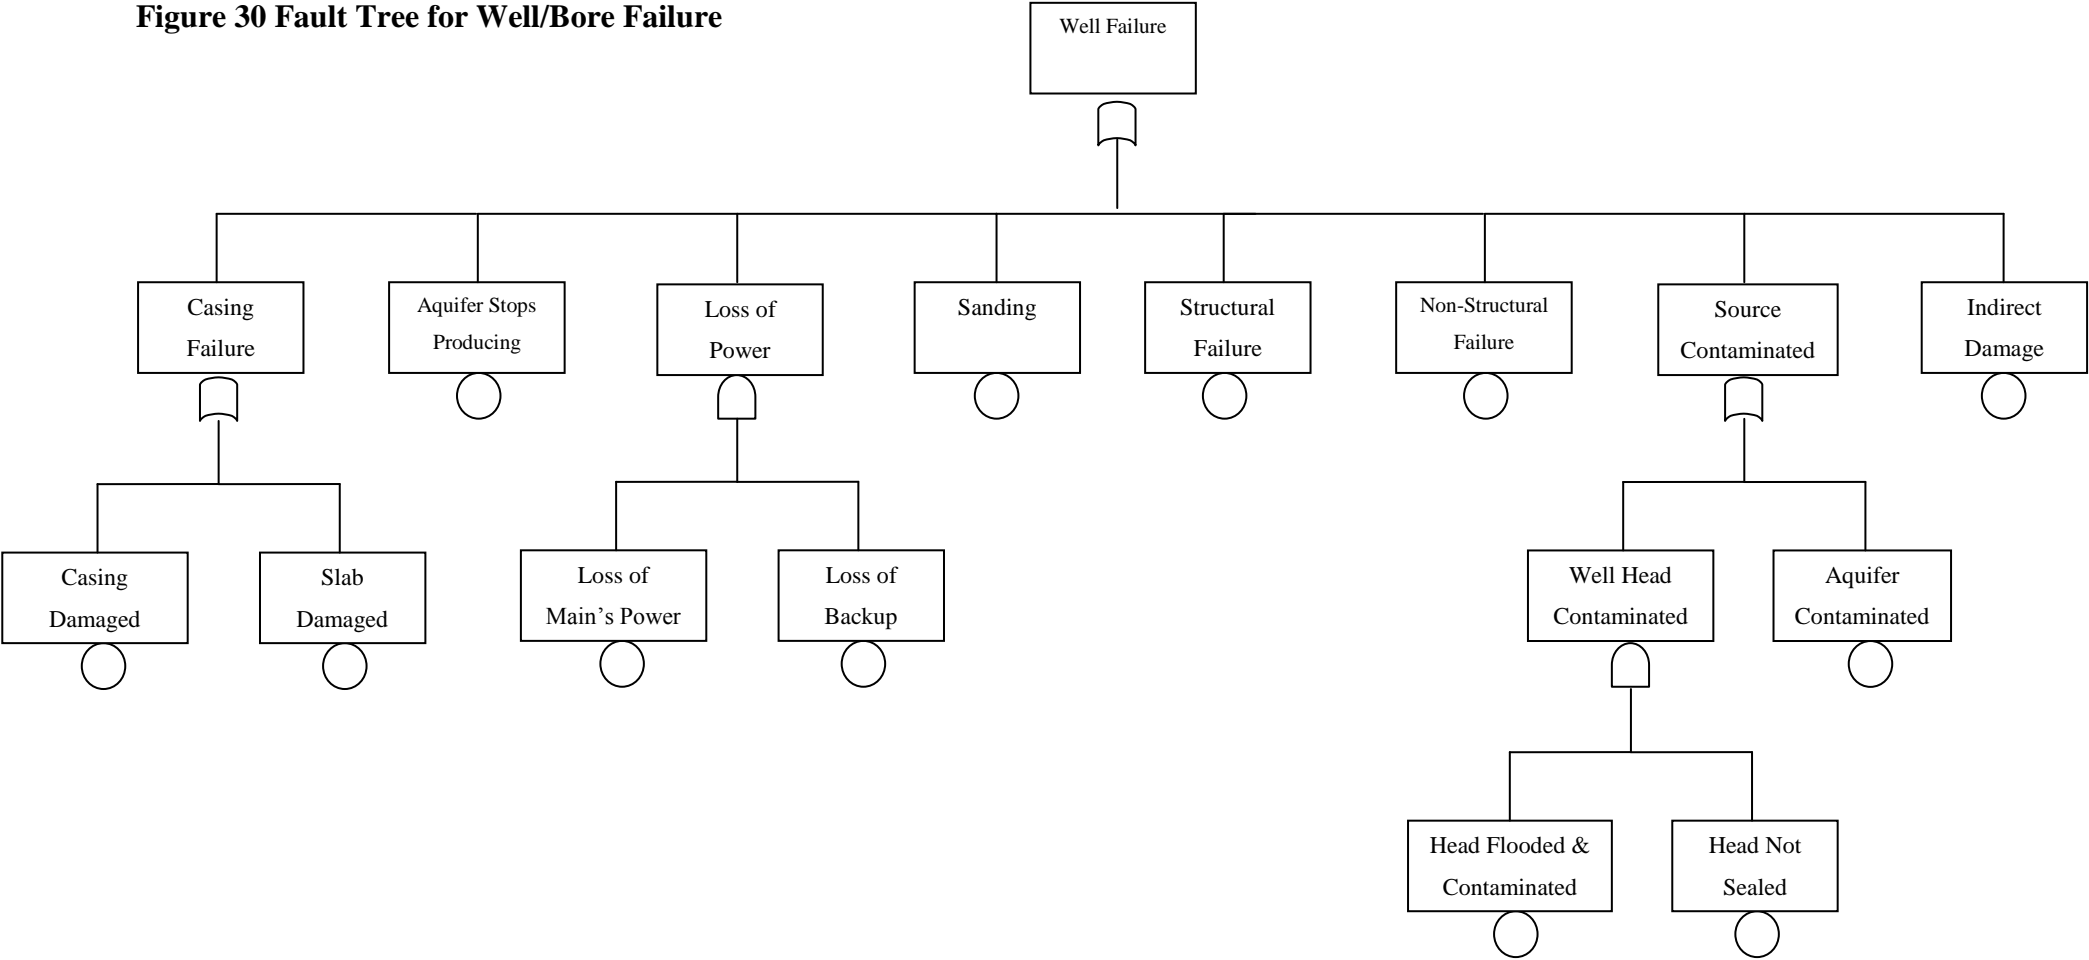 Figure 30 Fault Tree for Well/Bore Failure
Well Failure
Casing
Failure
Aquifer Stops
Producing
Loss of
Power
Sanding
Structural
Failure
Non-Structural
Failure
Source
Contaminated
Indirect
Damage
Casing
Damaged
Slab
Damaged
Loss of
Main’s Power
Loss of
Backup
Well Head
Contaminated
Aquifer
Contaminated
Head Flooded &
Contaminated
Head Not
Sealed